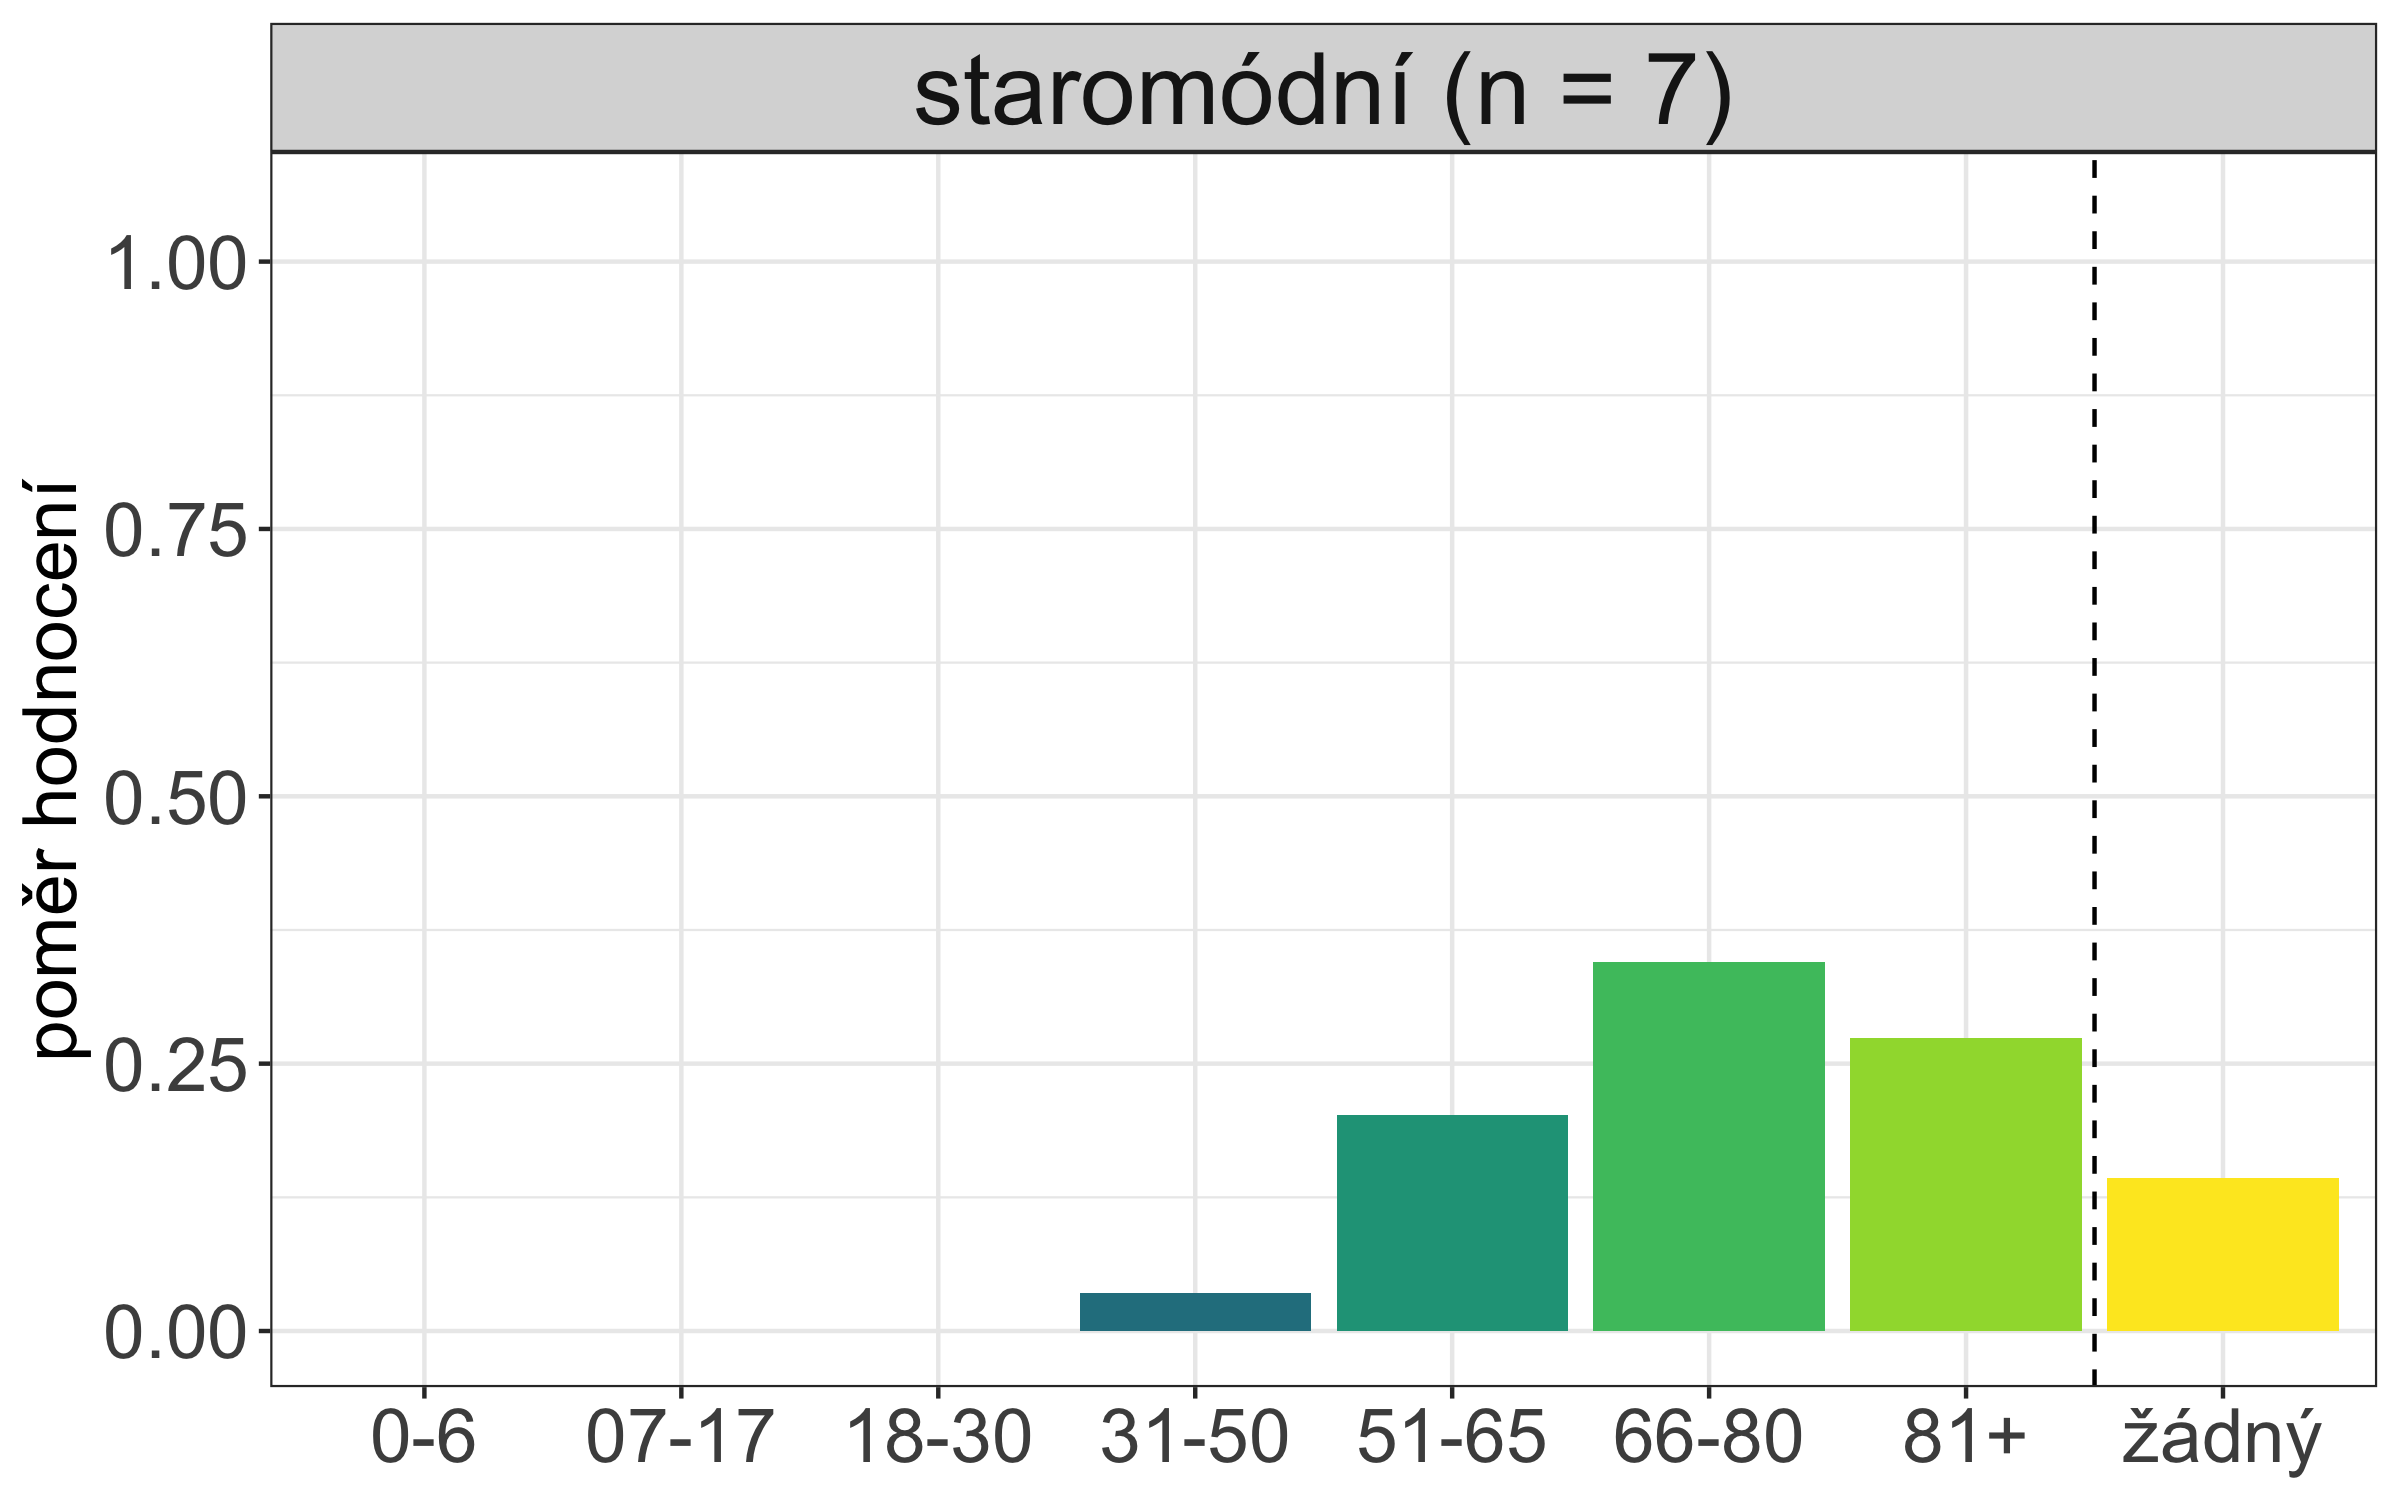 staromódní (n = 7)
poměr hodnocení
1.00
0.75
0.50
0.25
0.00
0-6 07-17 18-30 31-50 51-65 66-80 81+ žádný